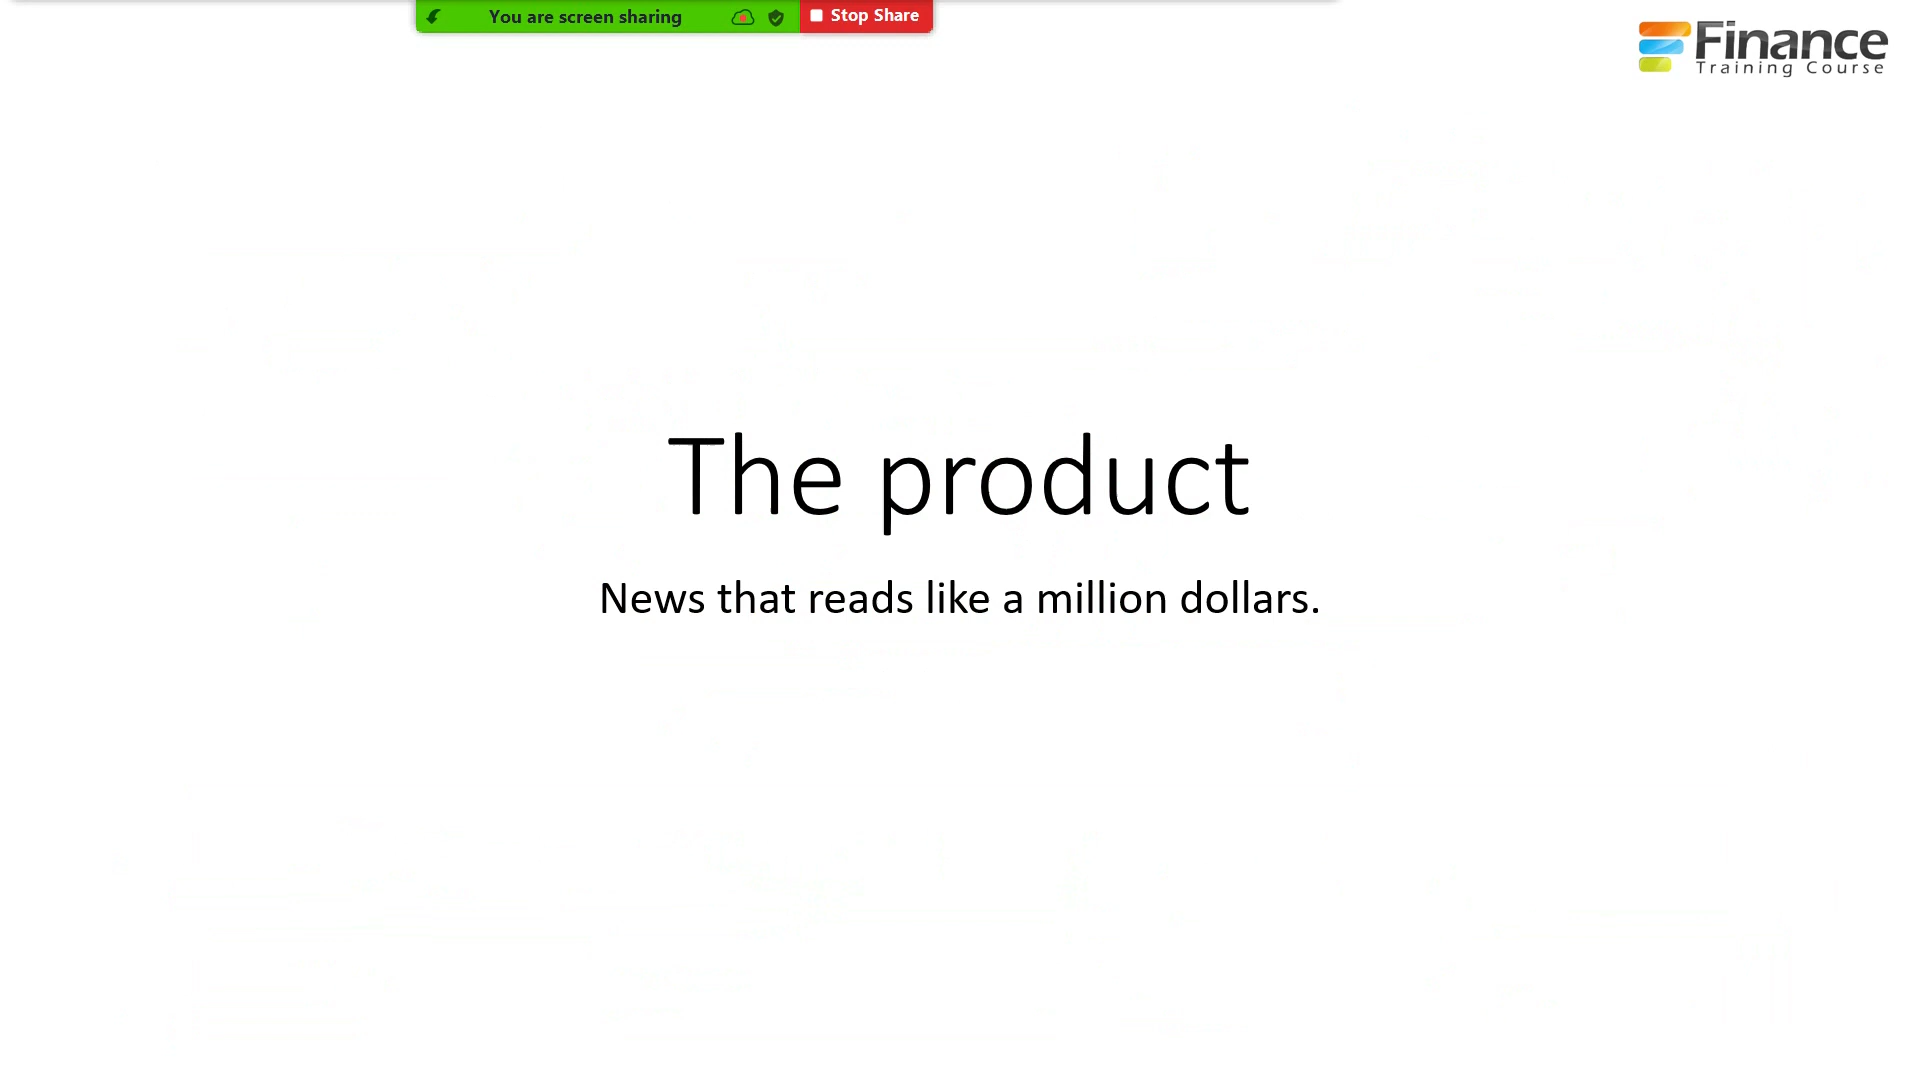 You are screen sharing
Stop Share
Finance
Training Course
The product
News that reads like a million dollars.